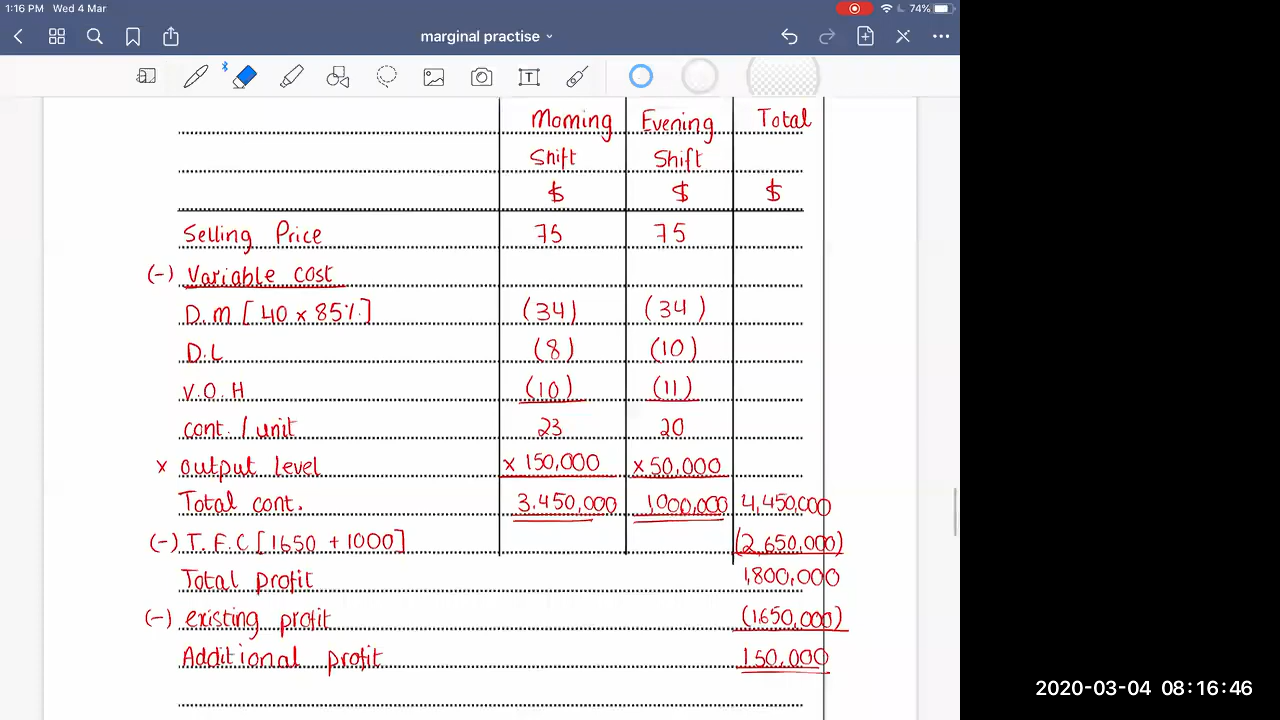 1:16 PM Wed 4 Mar
74%
marginal practise
T
Morning Evening Total
Shift Shift
$ $ $
Selling Price 75 75
(-) Variable cost
D.M [40 x 85%] (34) (34)
D.L (8) (10)
V.O.H (10) (11)
cont./unit 23 20
x output level x 150,000 x 50,000
Total cont. 3,450,000 1,000,000 4,450,000
(-) T.F.C [1650 + 1000] (2,650,000)
Total profit 1,800,000
(-) existing profit (1,650,000)
Additional profit 150,000
2020-03-04 08:16:46